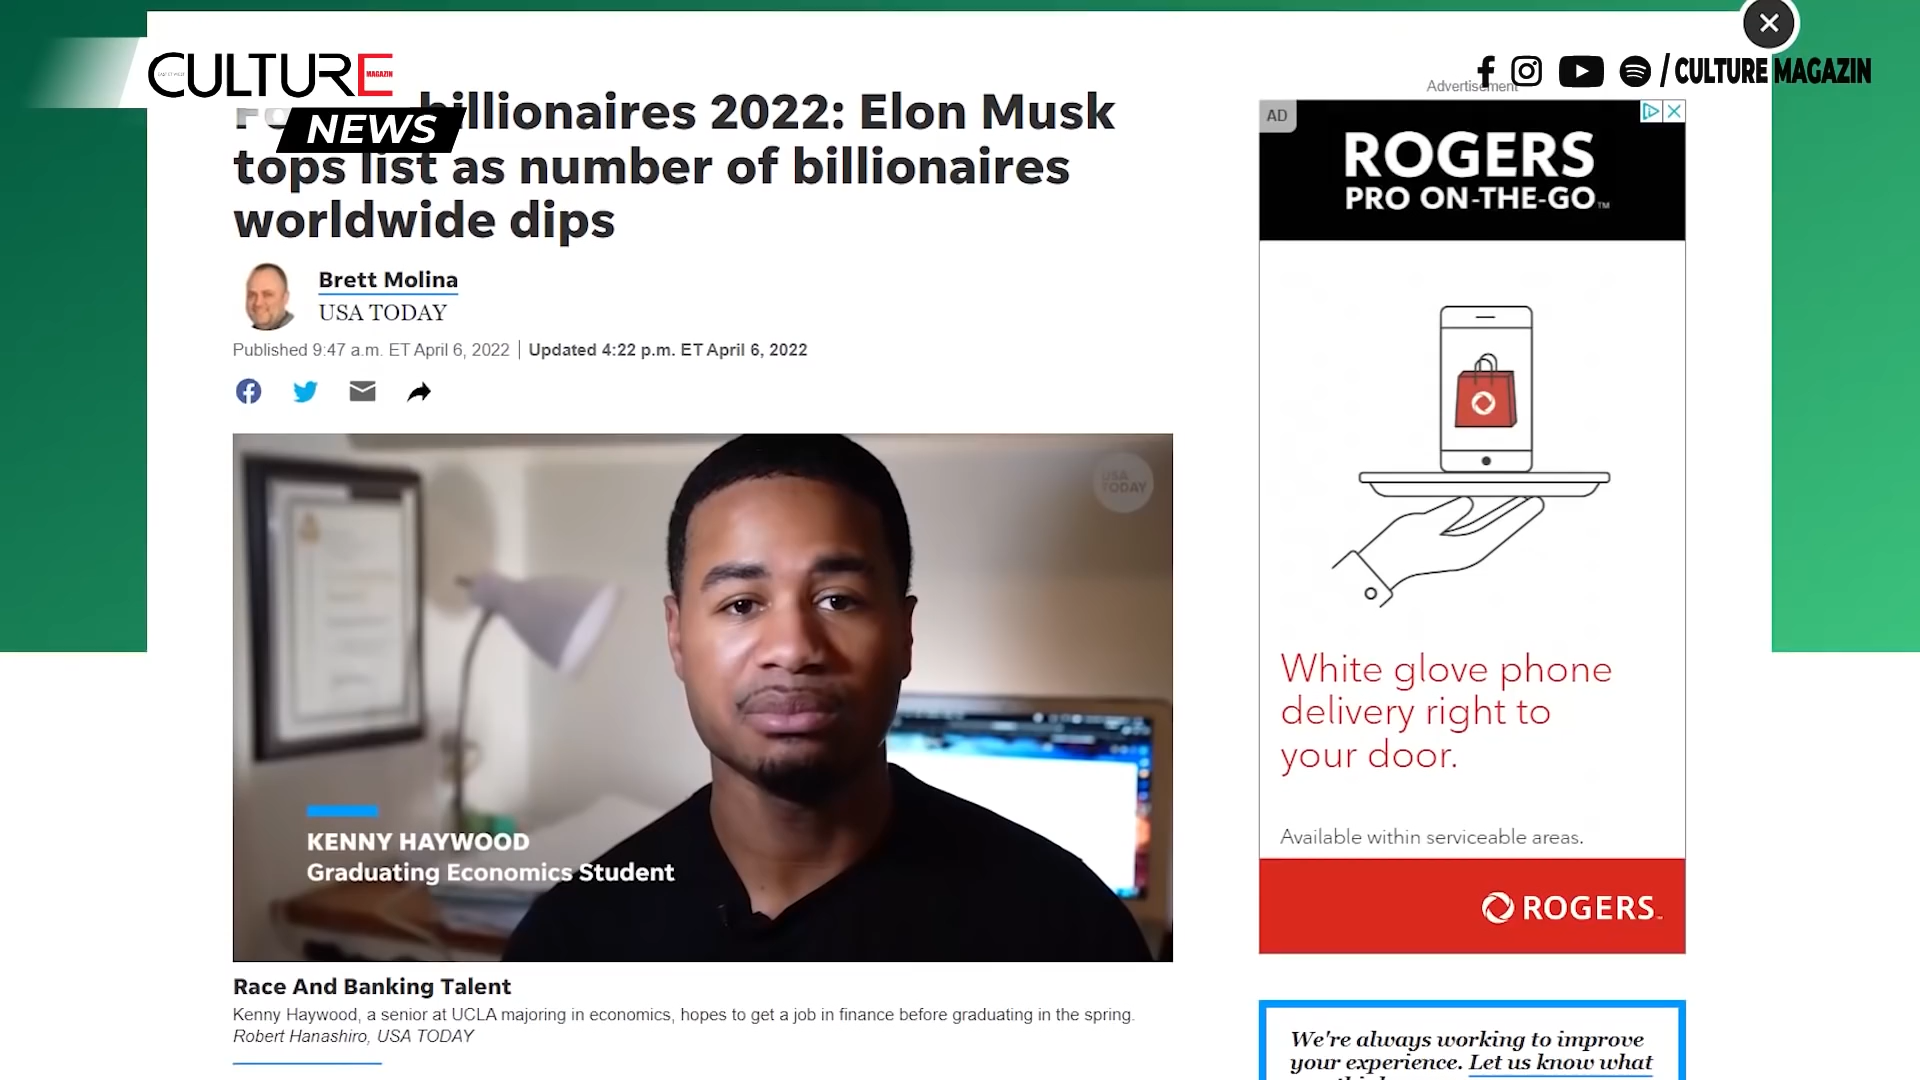 CULTURE
MAGAZIN
NEWS
/ CULTURE MAGAZIN
Advertisement
billionaires 2022: Elon Musk
tops list as number of billionaires
worldwide dips
Brett Molina
USA TODAY
Published 9:47 a.m. ET April 6, 2022 | Updated 4:22 p.m. ET April 6, 2022
USA
TODAY
KENNY HAYWOOD
Graduating Economics Student
Race And Banking Talent
Kenny Haywood, a senior at UCLA majoring in economics, hopes to get a job in finance before graduating in the spring.
Robert Hanashiro, USA TODAY
AD
ROGERS
PRO ON-THE-GO™
White glove phone
delivery right to
your door.
Available within serviceable areas.
ROGERS™
We're always working to improve
your experience. Let us know what